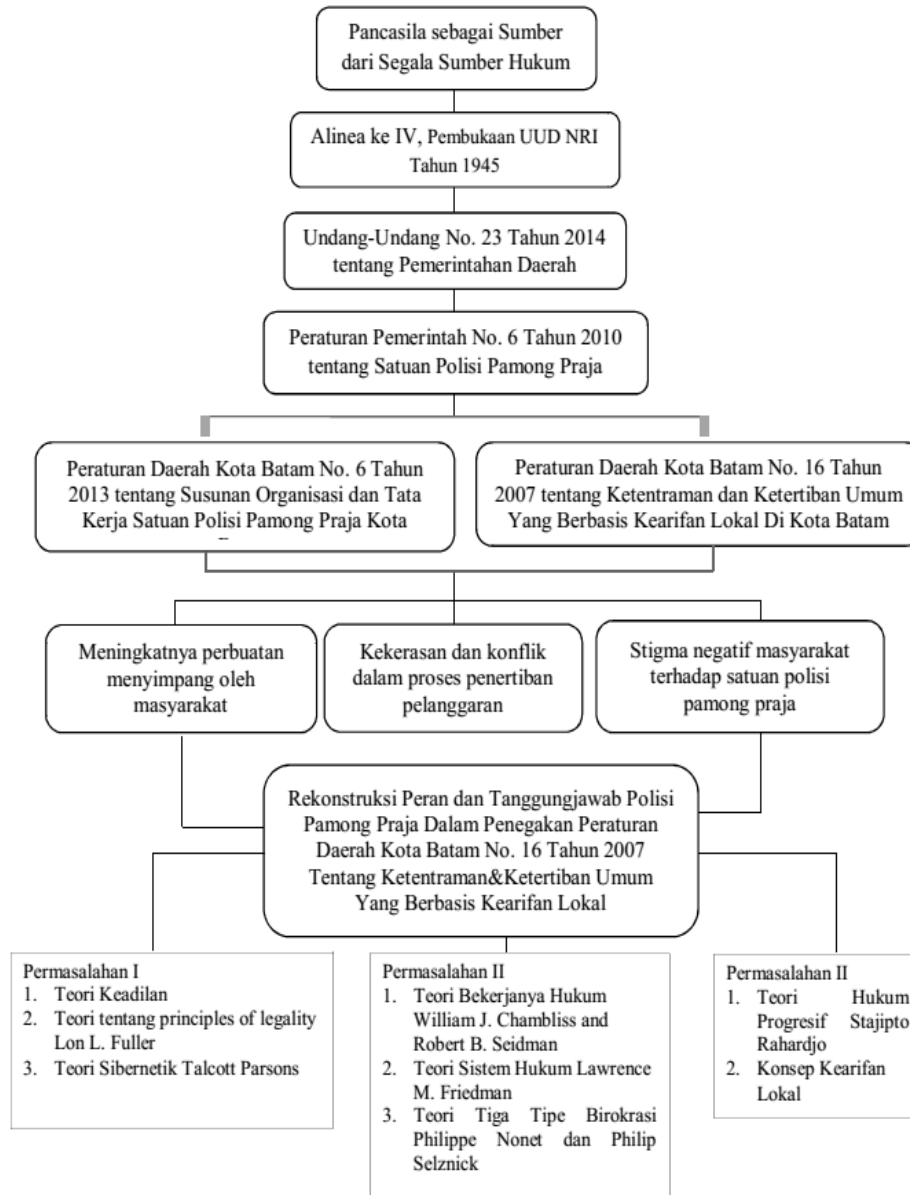 Pancasila sebagai Sumber
dari Segala Sumber Hukum
Alinea ke IV, Pembukaan UUD NRI
Tahun 1945
Undang-Undang No. 23 Tahun 2014
tentang Pemerintahan Daerah
Peraturan Pemerintah No. 6 Tahun 2010
tentang Satuan Polisi Pamong Praja
Peraturan Daerah Kota Batam No. 6 Tahun
2013 tentang Susunan Organisasi dan Tata
Kerja Satuan Polisi Pamong Praja Kota
Peraturan Daerah Kota Batam No. 16 Tahun
2007 tentang Ketentraman dan Ketertiban Umum
Yang Berbasis Kearifan Lokal Di Kota Batam
Meningkatnya perbuatan
menyimpang oleh
masyarakat
Kekerasan dan konflik
dalam proses penertiban
pelanggaran
Stigma negatif masyarakat
terhadap satuan polisi
pamong praja
Rekonstruksi Peran dan Tanggungjawab Polisi
Pamong Praja Dalam Penegakan Peraturan
Daerah Kota Batam No. 16 Tahun 2007
Tentang Ketentraman&Ketertiban Umum
Yang Berbasis Kearifan Lokal
Permasalahan I
1. Teori Keadilan
2. Teori tentang principles of legality
Lon L. Fuller
3. Teori Sibernetik Talcott Parsons
Permasalahan II
1. Teori Bekerjanya Hukum
William J. Chambliss and
Robert B. Seidman
2. Teori Sistem Hukum Lawrence
M. Friedman
3. Teori Tiga Tipe Birokrasi
Philippe Nonet dan Philip
Selznick
Permasalahan II
1. Teori Hukum
Progresif Stajipto
Rahardjo
2. Konsep Kearifan
Lokal